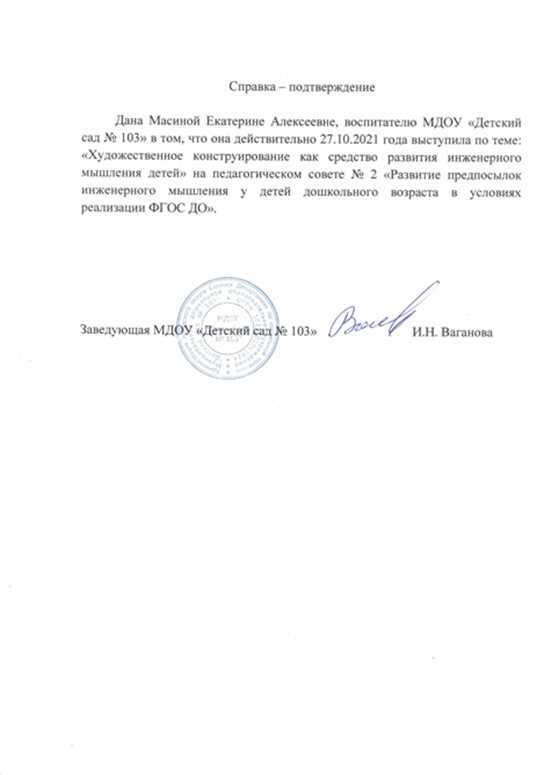 Справка – подтверждение
Дана Масиной Екатерине Алексеевне, воспитателю МДОУ «Детский
сад № 103» в том, что она действительно 27.10.2021 года выступила по теме:
«Художественное конструирование как средство развития инженерного
мышления детей» на педагогическом совете № 2 «Развитие предпосылок
инженерного мышления у детей дошкольного возраста в условиях
реализации ФГОС ДО».
Заведующая МДОУ «Детский сад № 103» И.Н. Ваганова